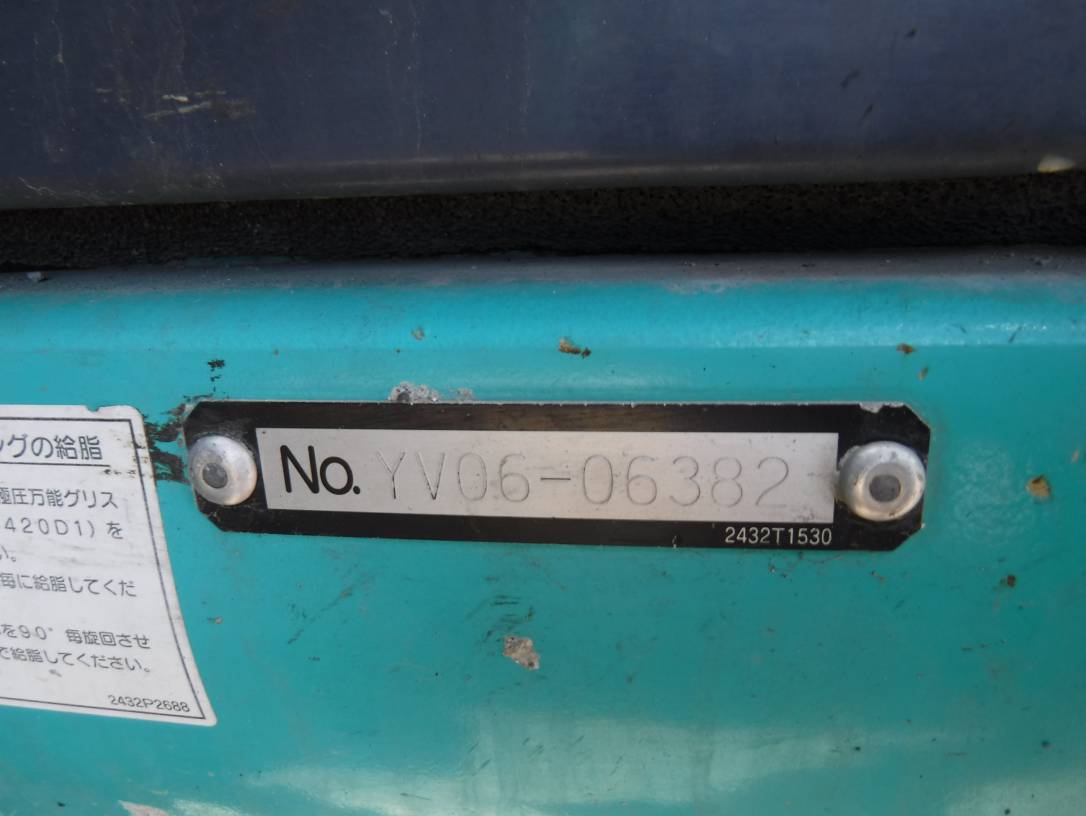 グの給脂
極圧万能グリス
420D1)を
い。
毎に給脂してくだ
を90°毎旋回させ
で給脂してください。
2432P2688
No. YV06-06382
2432T1530